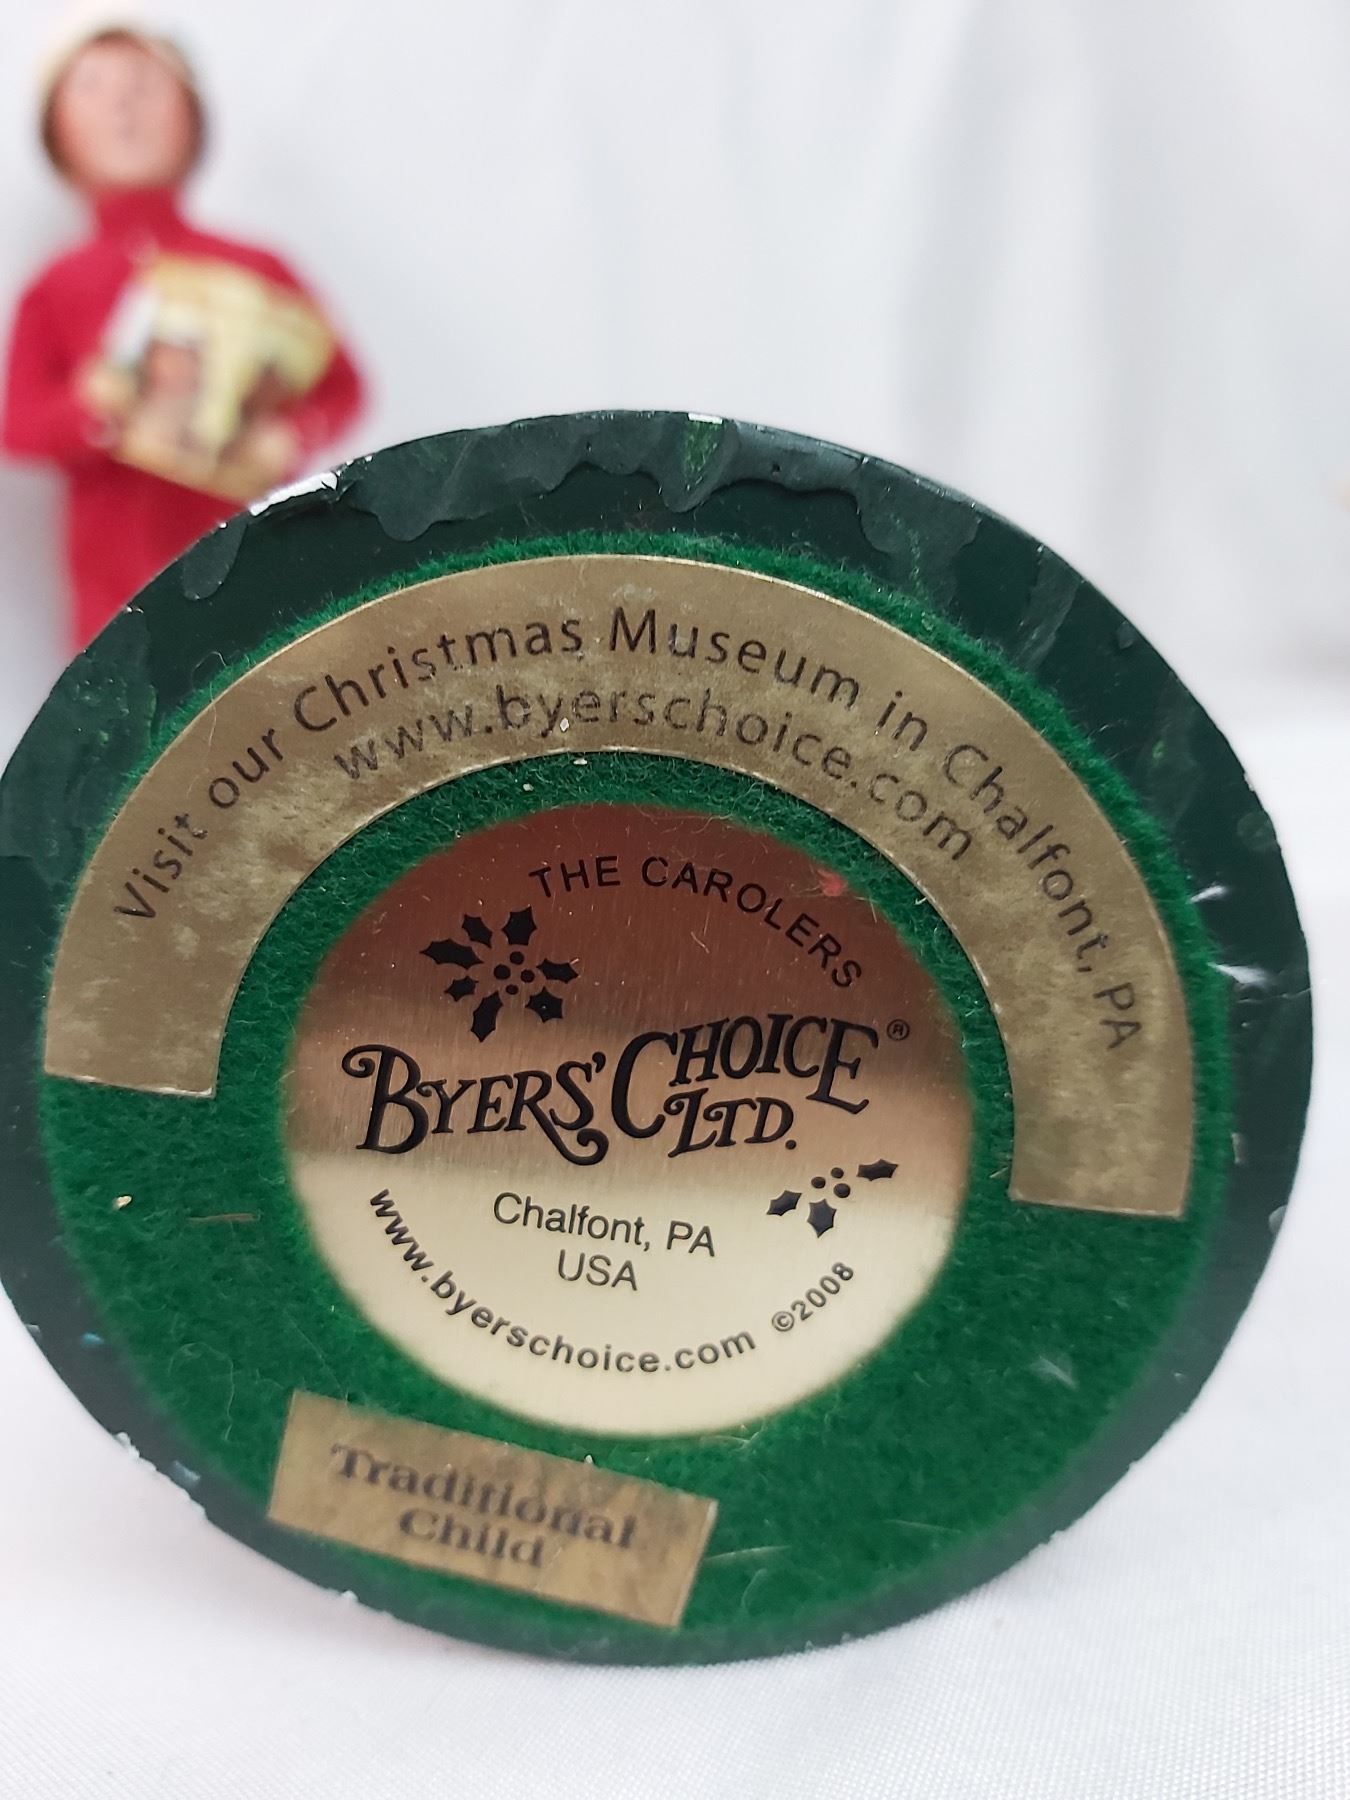 Visit our Christmas Museum in Chalfont, PA
www.byerschoice.com
THE CAROLERS
BYERS' CHOICE ®
LTD.
Chalfont, PA
USA
www.byerschoice.com ©2008
Traditional
Child